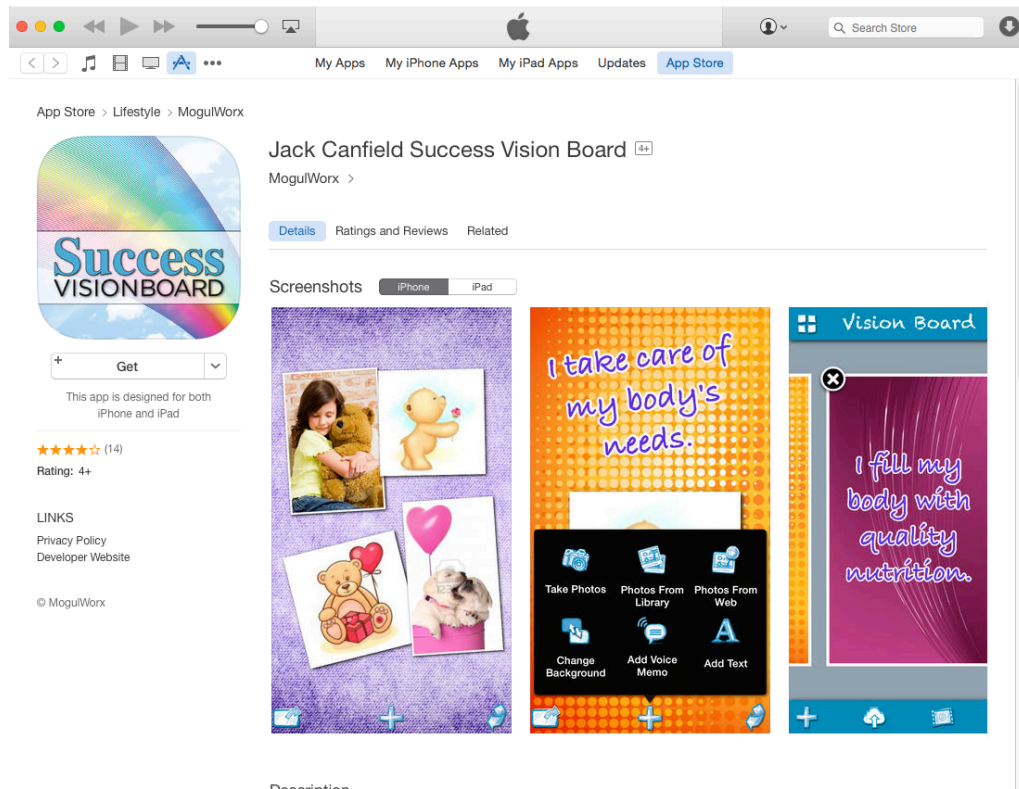 Search Store
My Apps My iPhone Apps My iPad Apps Updates App Store
App Store > Lifestyle > MogulWorx
Success
VISIONBOARD
+ Get
This app is designed for both
iPhone and iPad
(14)
Rating: 4+
LINKS
Privacy Policy
Developer Website
© MogulWorx
Jack Canfield Success Vision Board 4+
MogulWorx >
Details Ratings and Reviews Related
Screenshots iPhone iPad
I take care of
my body's
needs.
Take Photos
Photos From
Library
Photos From
Web
Change
Background
Add Voice
Memo
A
Add Text
Vision Board
I fill my
body with
quality
nutrition.